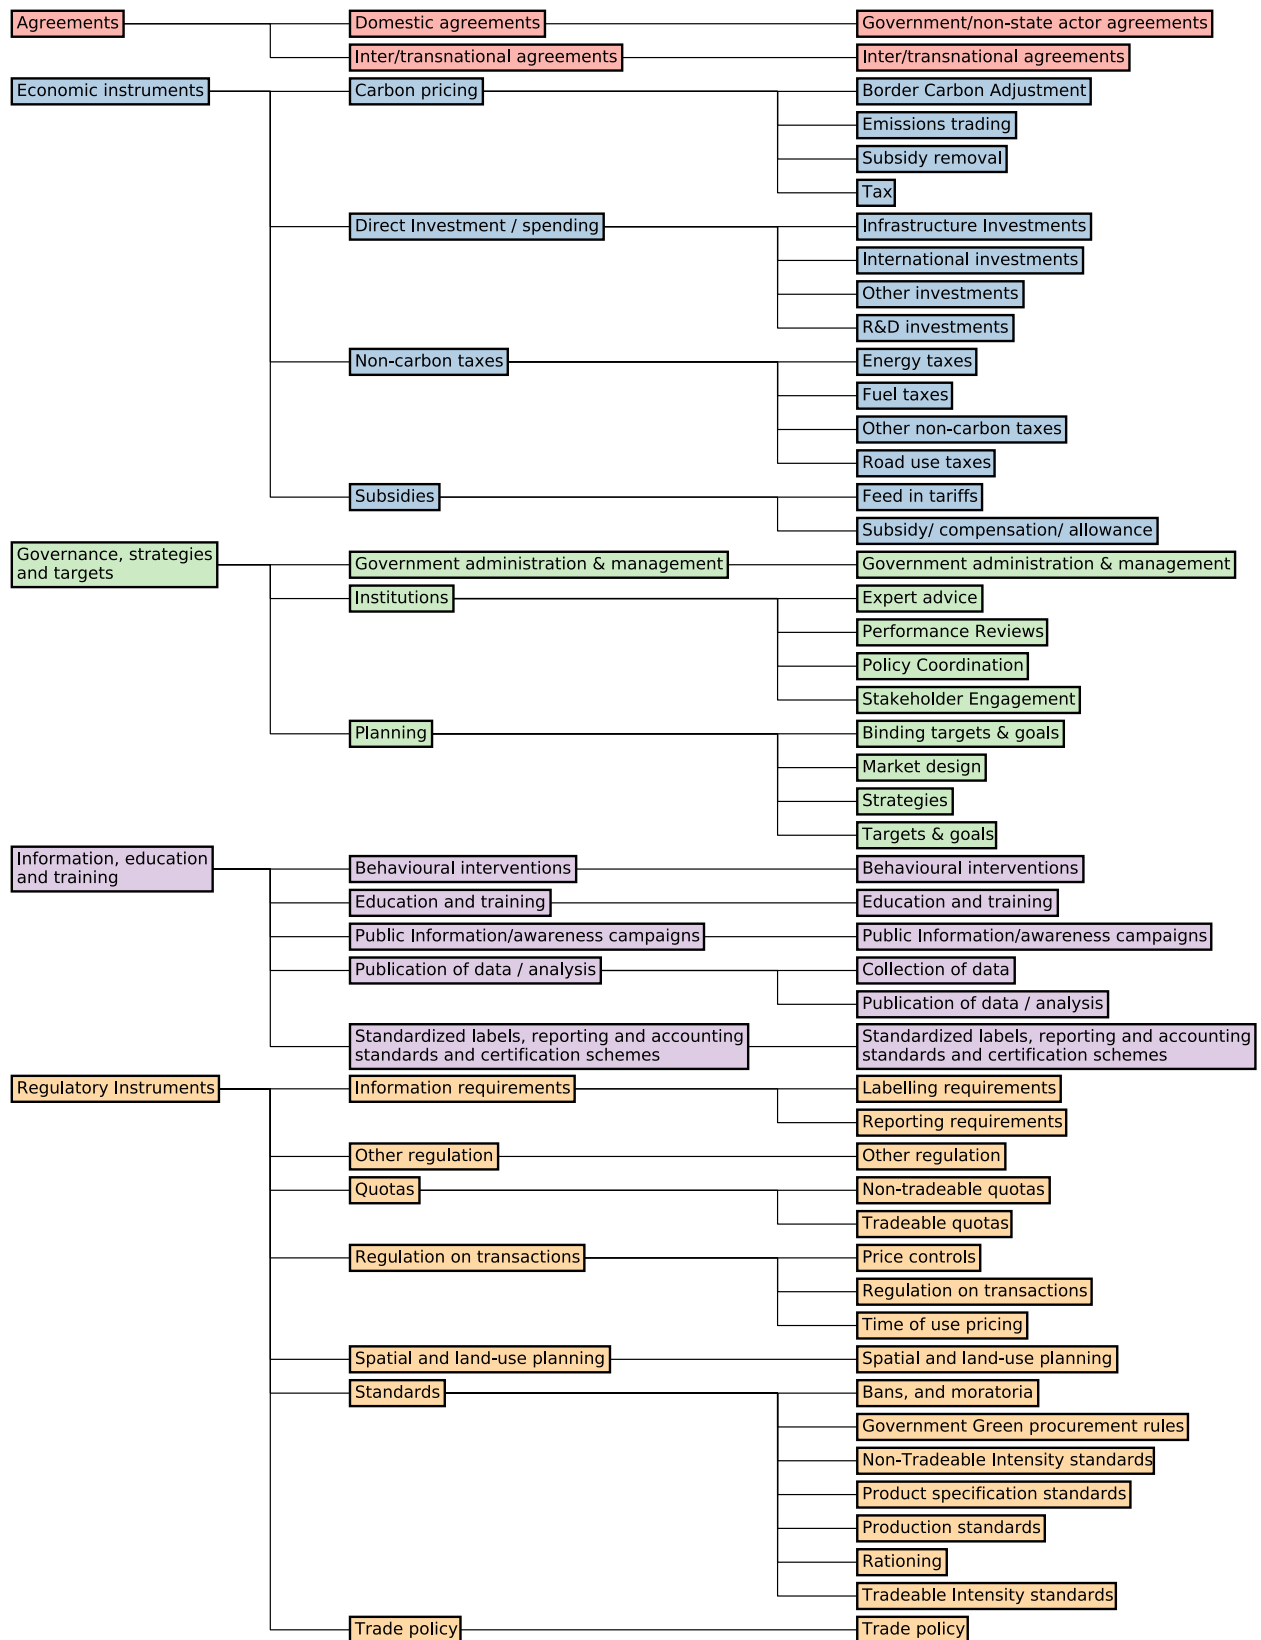 Agreements
Domestic agreements
Government/non-state actor agreements
Inter/transnational agreements
Inter/transnational agreements
Economic instruments
Carbon pricing
Border Carbon Adjustment
Emissions trading
Subsidy removal
Tax
Direct Investment / spending
Infrastructure Investments
International investments
Other investments
R&D investments
Non-carbon taxes
Energy taxes
Fuel taxes
Other non-carbon taxes
Road use taxes
Subsidies
Feed in tariffs
Subsidy/ compensation/ allowance
Governance, strategies
and targets
Government administration & management
Government administration & management
Institutions
Expert advice
Performance Reviews
Policy Coordination
Stakeholder Engagement
Planning
Binding targets & goals
Market design
Strategies
Targets & goals
Information, education
and training
Behavioural interventions
Behavioural interventions
Education and training
Education and training
Public Information/awareness campaigns
Public Information/awareness campaigns
Publication of data / analysis
Collection of data
Publication of data / analysis
Standardized labels, reporting and accounting
standards and certification schemes
Standardized labels, reporting and accounting
standards and certification schemes
Regulatory Instruments
Information requirements
Labelling requirements
Reporting requirements
Other regulation
Other regulation
Quotas
Non-tradeable quotas
Tradeable quotas
Regulation on transactions
Price controls
Regulation on transactions
Time of use pricing
Spatial and land-use planning
Spatial and land-use planning
Standards
Bans, and moratoria
Government Green procurement rules
Non-Tradeable Intensity standards
Product specification standards
Production standards
Rationing
Tradeable Intensity standards
Trade policy
Trade policy